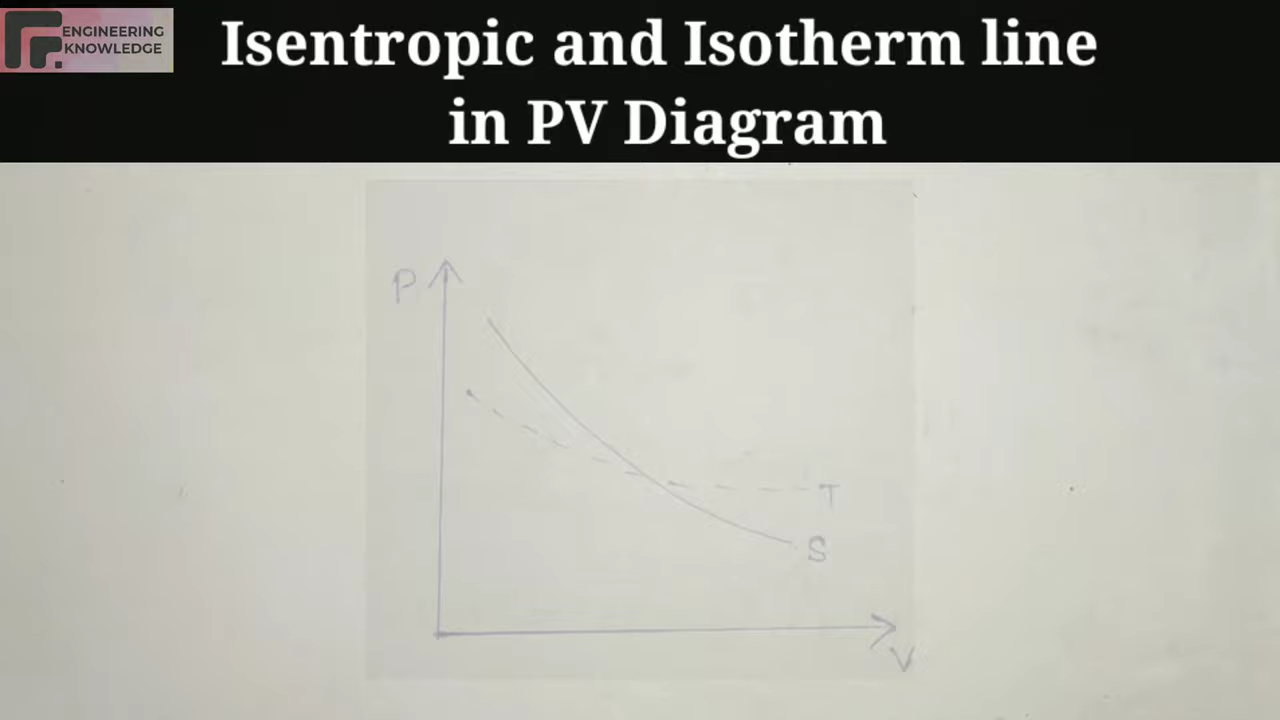 ENGINEERING
KNOWLEDGE
Isentropic and Isotherm line
in PV Diagram
P
T
S
V